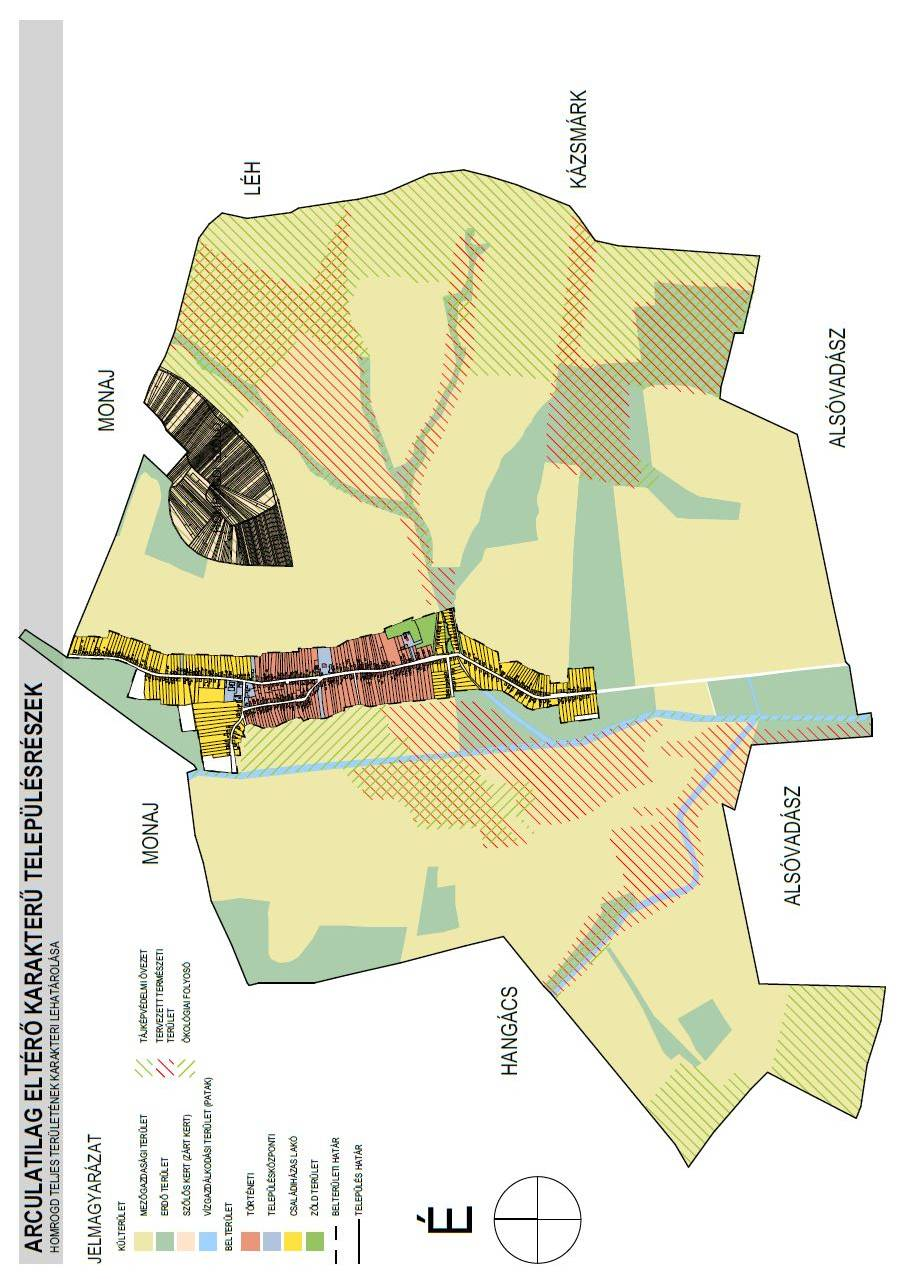 ARCULATILAG ELTÉRŐ KARAKTERŰ TELEPÜLÉSRÉSZEK
HOMROGD TELJES TERÜLETÉNEK KARAKTERI LEHATÁROLÁSA
JELMAGYARÁZAT
KÜLTERÜLET
MEZŐGAZDASÁGI TERÜLET
ERDŐ TERÜLET
SZŐLŐS KERT (ZÁRT KERT)
VÍZGAZDÁLKODÁSI TERÜLET (PATAK)
BELTERÜLET
TÖRTÉNETI
TELEPÜLÉSKÖZPONTI
CSALÁDIHÁZAS LAKÓ
ZÖLD TERÜLET
BELTERÜLETI HATÁR
TELEPÜLÉS HATÁR
TÁJKÉPVÉDELMI ÖVEZET
TERVEZETT TERMÉSZETI
TERÜLET
ÖKOLÓGIAI FOLYOSÓ
MONAJ
MONAJ
LÉH
KÁZSMÁRK
ALSÓVADÁSZ
ALSÓVADÁSZ
HANGÁCS
É